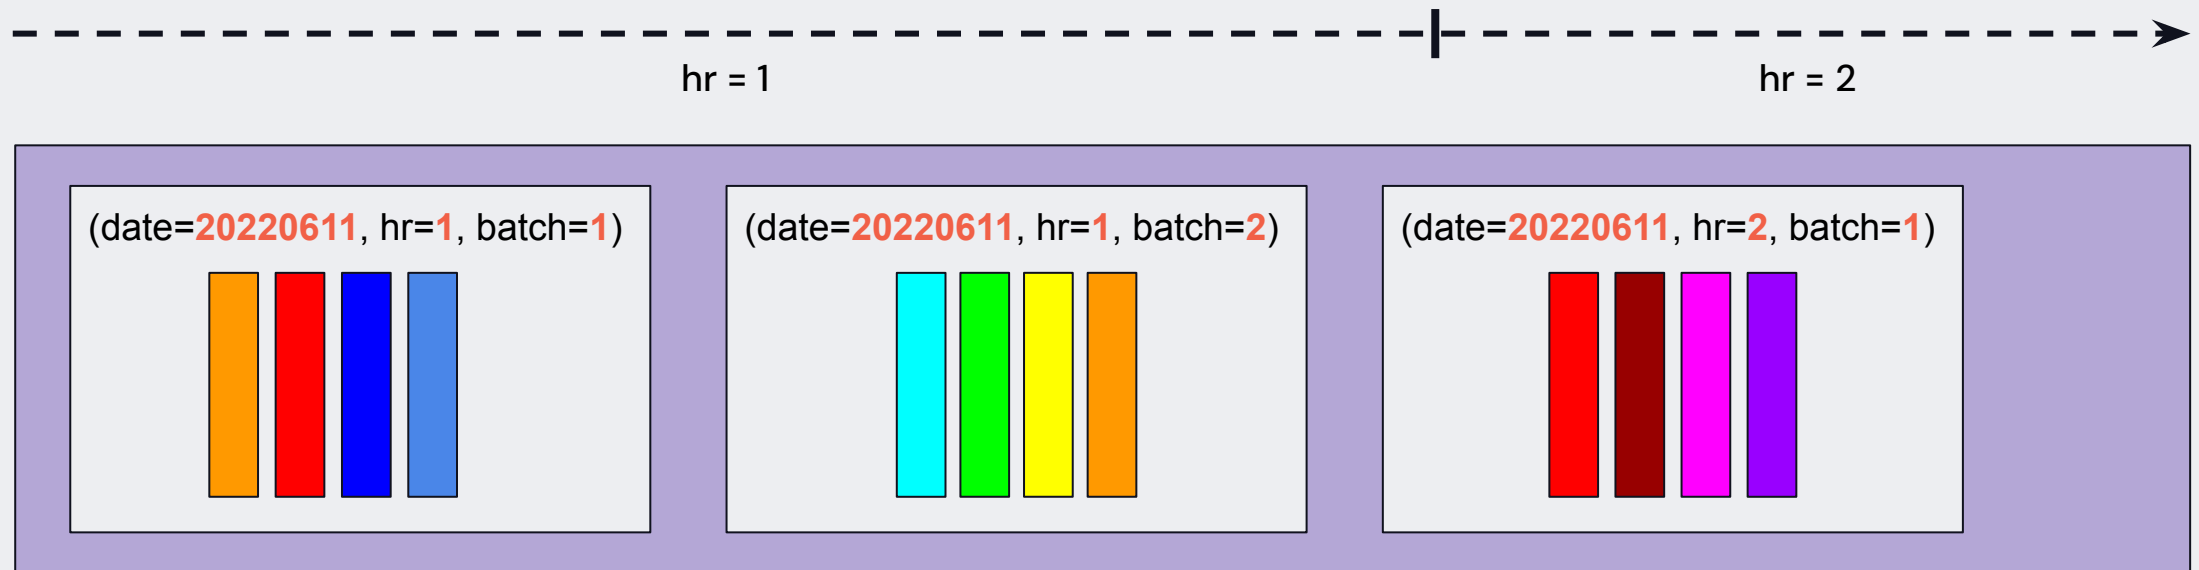 hr = 1
hr = 2
(date=20220611, hr=1, batch=1)
(date=20220611, hr=1, batch=2)
(date=20220611, hr=2, batch=1)